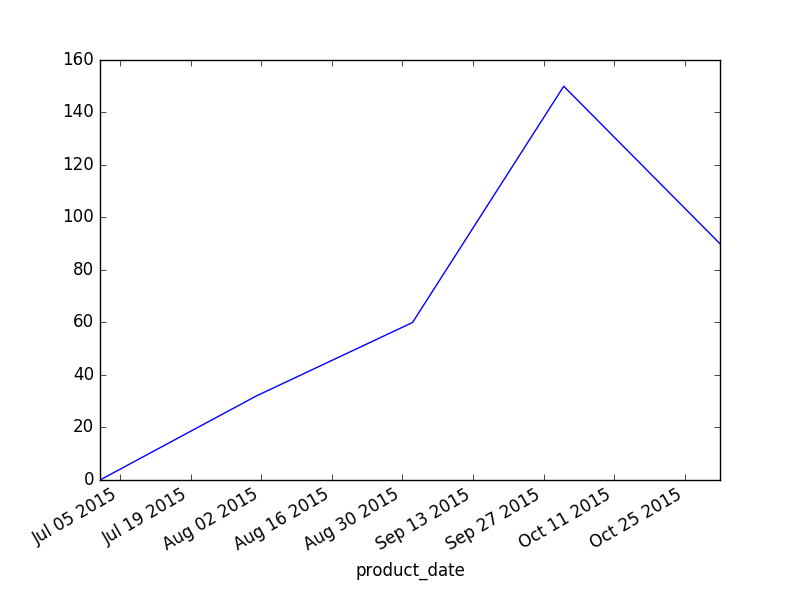 160
140
120
100
80
60
40
20
0
Jul 05 2015
Jul 19 2015
Aug 02 2015
Aug 16 2015
Aug 30 2015
Sep 13 2015
Sep 27 2015
Oct 11 2015
Oct 25 2015
product_date